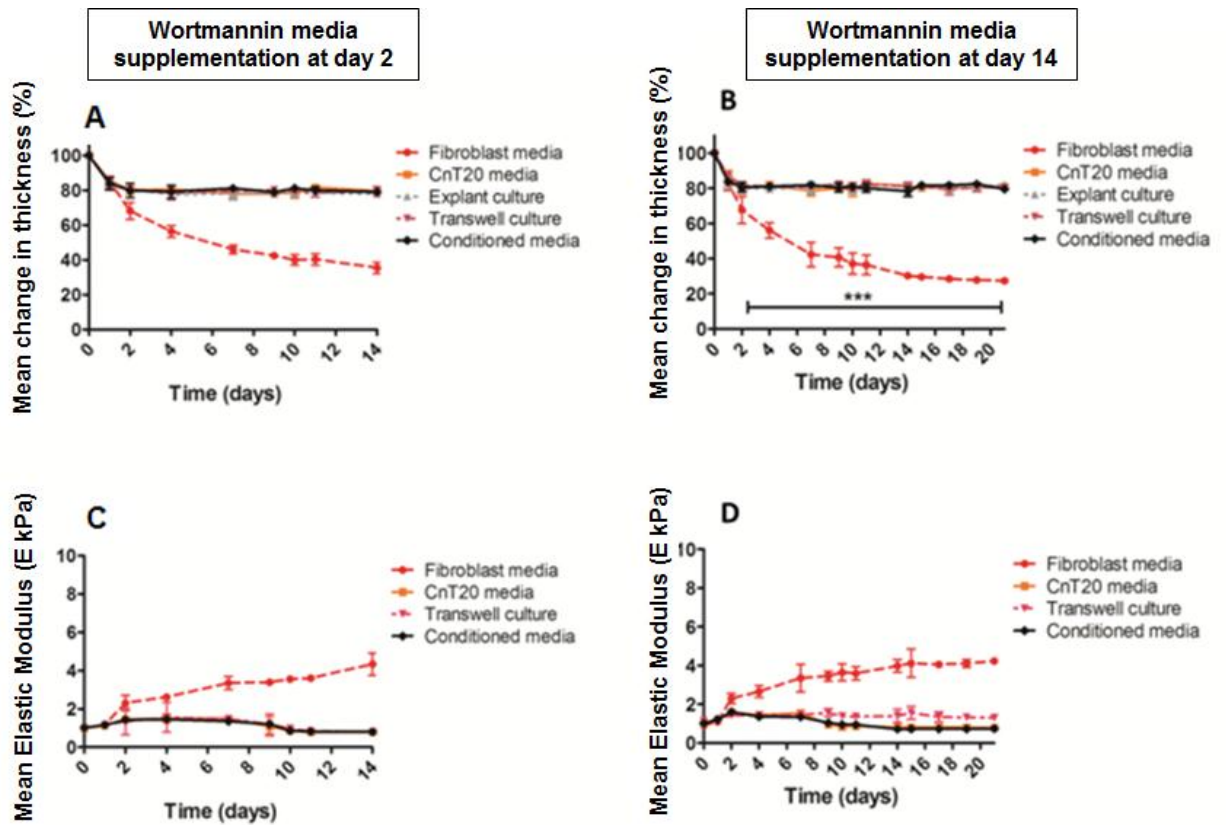 Wortmannin media
supplementation at day 2
Wortmannin media
supplementation at day 14
A
Mean change in thickness (%)
100
80
60
40
20
0
0 2 4 6 8 10 12 14
Time (days)
Fibroblast media
CnT20 media
Explant culture
Transwell culture
Conditioned media
B
Mean change in thickness (%)
100
80
60
40
20
0
***
0 2 4 6 8 10 12 14 16 18 20
Time (days)
Fibroblast media
CnT20 media
Explant culture
Transwell culture
Conditioned media
C
Mean Elastic Modulus (E kPa)
10
8
6
4
2
0
0 2 4 6 8 10 12 14
Time (days)
Fibroblast media
CnT20 media
Transwell culture
Conditioned media
D
Mean Elastic Modulus (E kPa)
10
8
6
4
2
0
0 2 4 6 8 10 12 14 16 18 20
Time (days)
Fibroblast media
CnT20 media
Transwell culture
Conditioned media